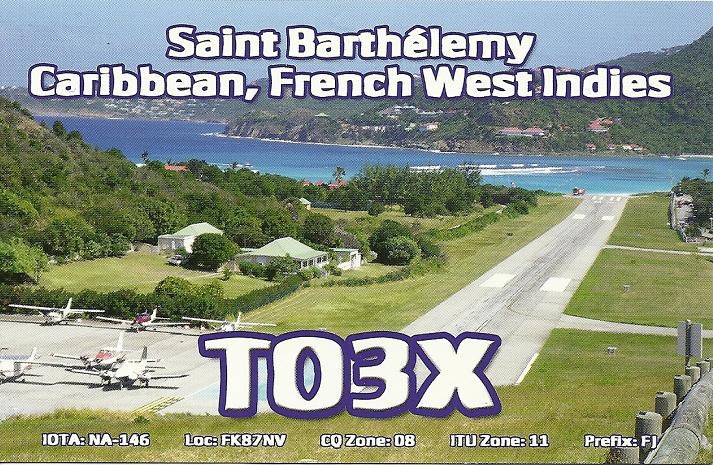 Saint Barthélemy
Caribbean, French West Indies
TO3X
IOTA: NA-146 Loc: FK87NV CQ Zone: 08 ITU Zone: 11 Prefix: FJ